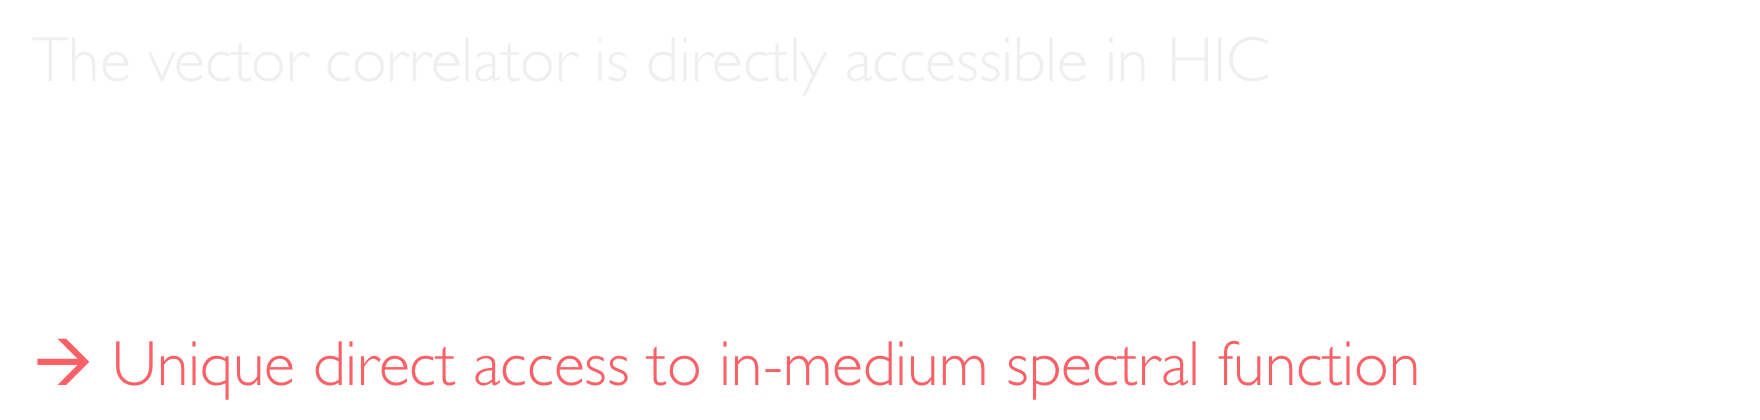 The vector correlator is directly accessible in HIC
→ Unique direct access to in-medium spectral function